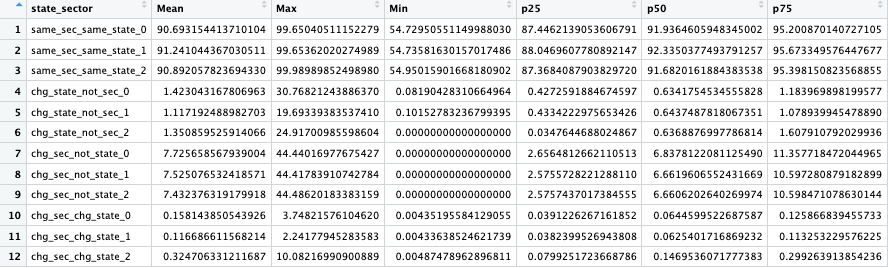 state_sector Mean Max Min p25 p50 p75
1 same_sec_same_state_0 90.693154413710104 99.65040511152279 54.72950551149988030 87.4462139053606791 91.9364605948345002 95.200870140727105
2 same_sec_same_state_1 91.241044367030511 99.65362020274989 54.73581630157017486 88.0469607780892147 92.3350377493791257 95.673349576447677
3 same_sec_same_state_2 90.892057823694330 99.98989852498980 54.95015901668180902 87.3684087903829720 91.6820161884383538 95.398150823568855
4 chg_state_not_sec_0 1.423043167806963 30.76821243886370 0.08190428310664964 0.4272591884674597 0.6341754534555828 1.183969898199577
5 chg_state_not_sec_1 1.117192488982703 19.69339383537410 0.10152783236799395 0.4334222975653426 0.6437487818067351 1.078939945478890
6 chg_state_not_sec_2 1.350859525914066 24.91700985598604 0.00000000000000000 0.0347644688024867 0.6368876997786814 1.607910792029936
7 chg_sec_not_state_0 7.725658567939004 44.44016977675427 0.00000000000000000 2.6564812662110513 6.8378122081125490 11.357718472044965
8 chg_sec_not_state_1 7.525076532418571 44.41783910742784 0.00000000000000000 2.5755728221288110 6.6619605552431669 10.597280879182899
9 chg_sec_not_state_2 7.432376319179918 44.48620183383159 0.00000000000000000 2.5757437017384555 6.6606202640269974 10.598471078630144
10 chg_sec_chg_state_0 0.158143850543926 3.74821576104620 0.00435195584129055 0.0391226267161852 0.0644599522687587 0.125866839455733
11 chg_sec_chg_state_1 0.116686611568214 2.24177945283583 0.00433638524621739 0.0382399526943808 0.0625401716869232 0.113253229576225
12 chg_sec_chg_state_2 0.324706331211687 10.08216990900889 0.00487478962896811 0.0799251723668786 0.1469536071777383 0.299263913854236